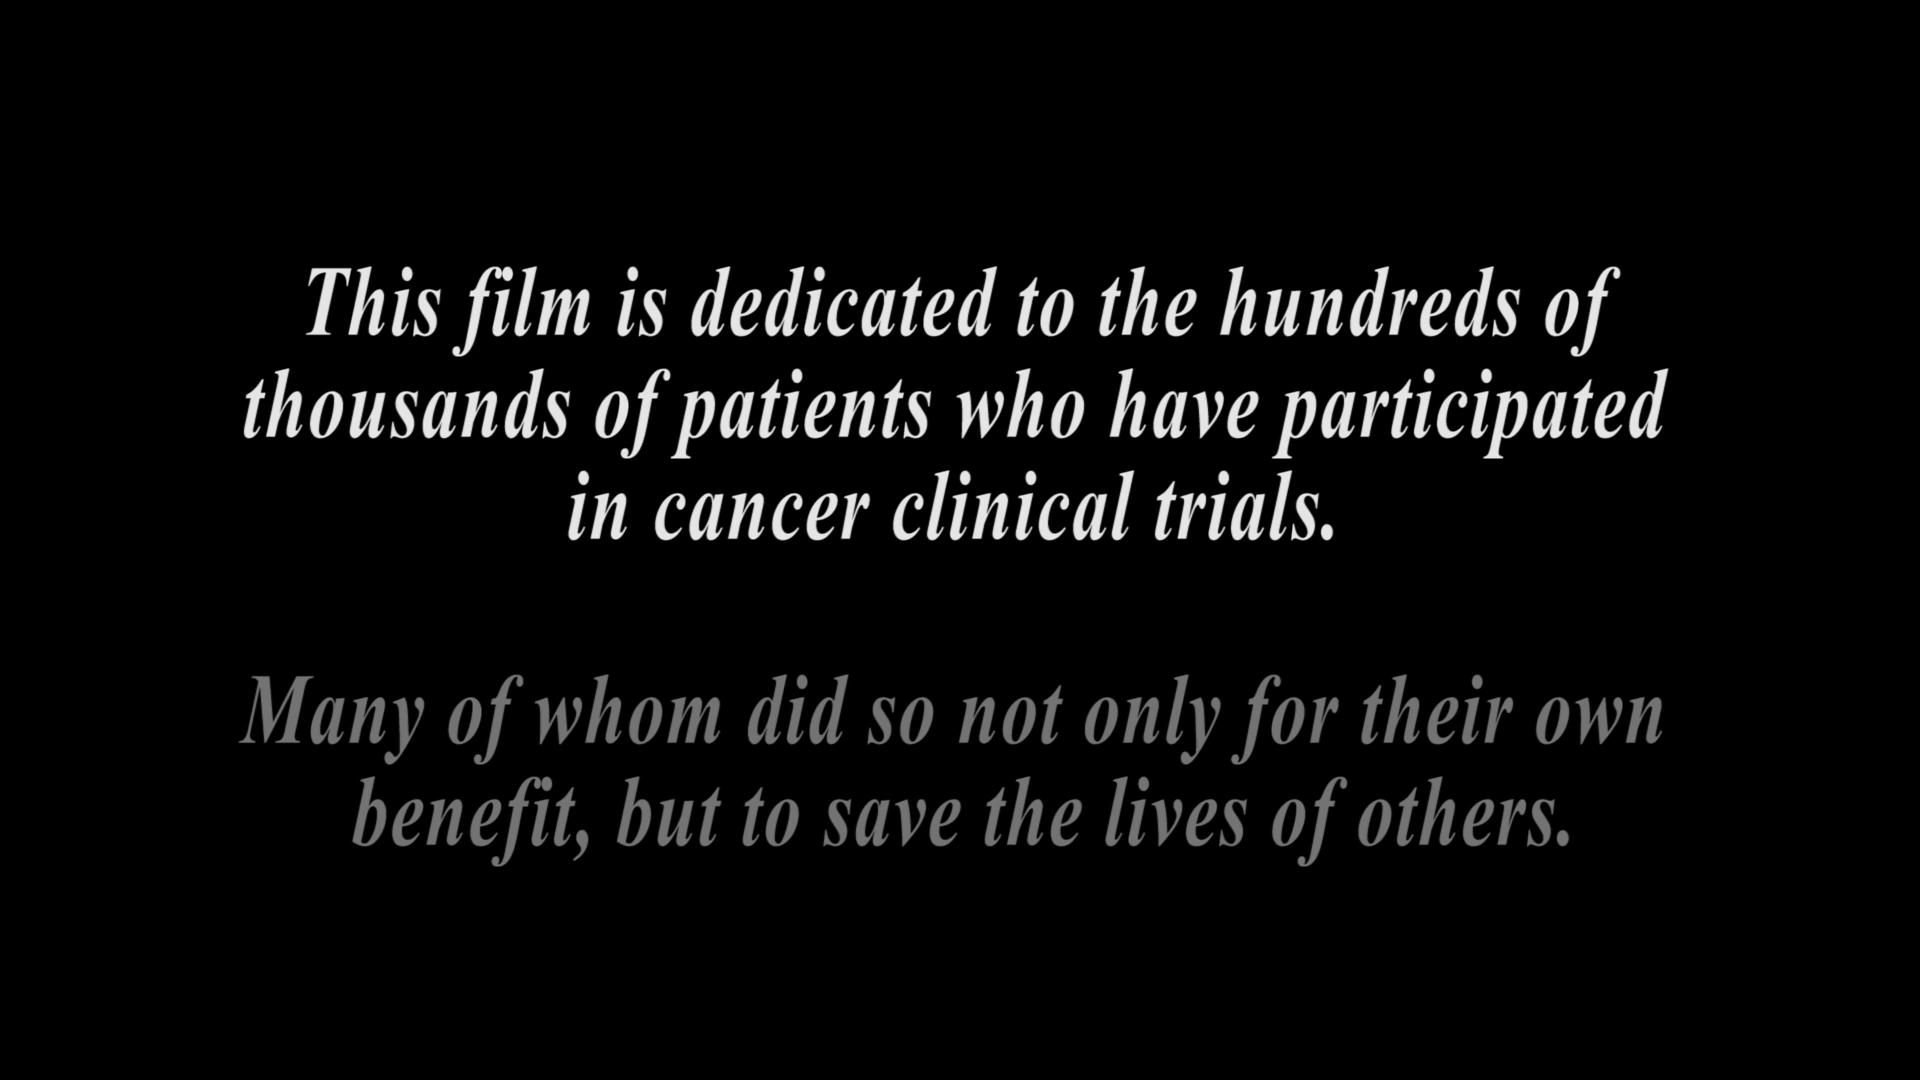 This film is dedicated to the hundreds of
thousands of patients who have participated
in cancer clinical trials.
Many of whom did so not only for their own
benefit, but to save the lives of others.